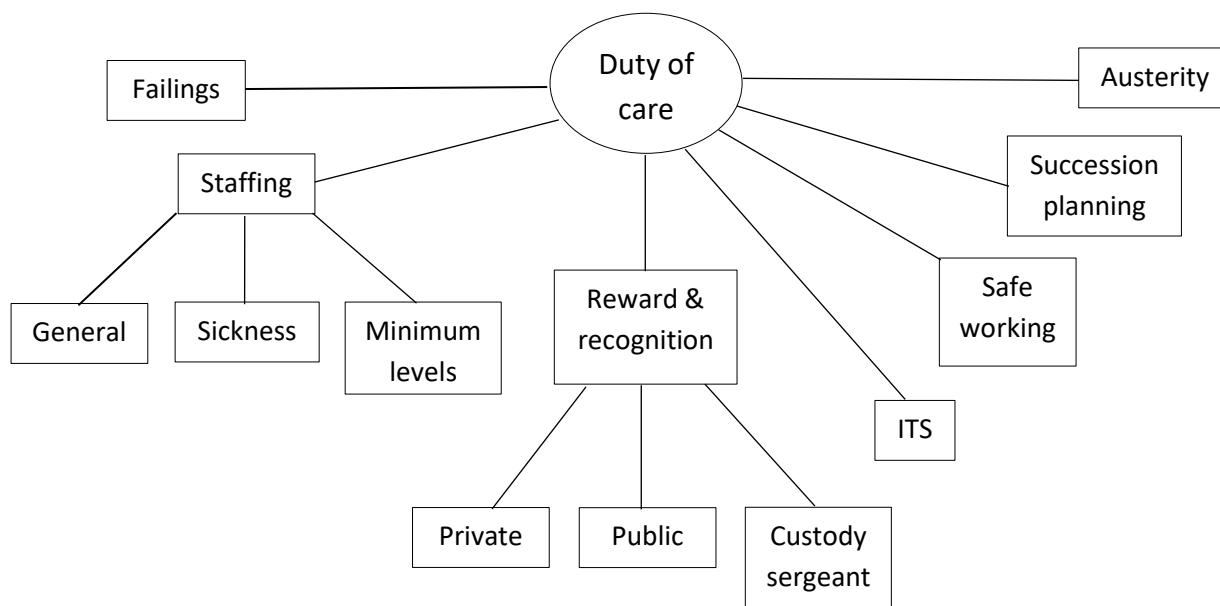 Duty of
care
Failings
Austerity
Staffing
Succession
planning
General
Sickness
Minimum
levels
Reward &
recognition
Safe
working
ITS
Private
Public
Custody
sergeant